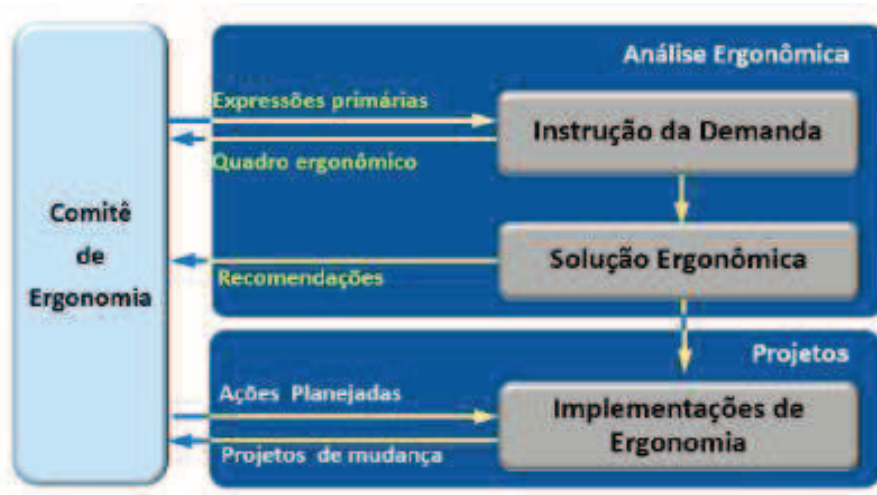 Comitê
de
Ergonomia
Análise Ergonômica
Expressões primárias
Instrução da Demanda
Quadro ergonômico
Solução Ergonômica
Recomendações
Projetos
Ações Planejadas
Implementações de
Ergonomia
Projetos de mudança